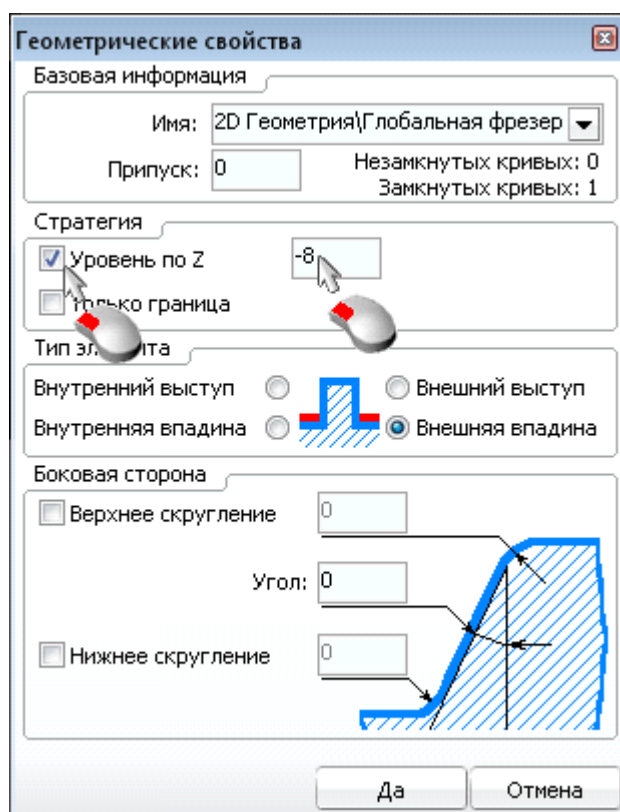 Геометрические свойства
Базовая информация
Имя: 2D Геометрия\Глобальная фрезер
Припуск: 0 Незамкнутых кривых: 0
Замкнутых кривых: 1
Стратегия
Уровень по Z -8
Только граница
Тип элемента
Внутренний выступ Внешний выступ
Внутренняя впадина Внешняя впадина
Боковая сторона
Верхнее скругление 0
Угол: 0
Нижнее скругление 0
Да Отмена